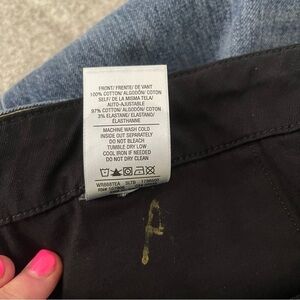 FRONT/ FRENTE/ DE VANT
100% COTTON/ ALGODÓN/ COTON
SELF/ DE LA MISMA TELA/
AUTO-AJUSTABLE
97% COTTON/ ALGODÓN/ COTON
3% ELASTANE/ ELASTANO/
ÉLASTHANNE
MACHINE WASH COLD
INSIDE OUT SEPARATELY
DO NOT BLEACH
TUMBLE DRY LOW
COOL IRON IF NEEDED
DO NOT DRY CLEAN